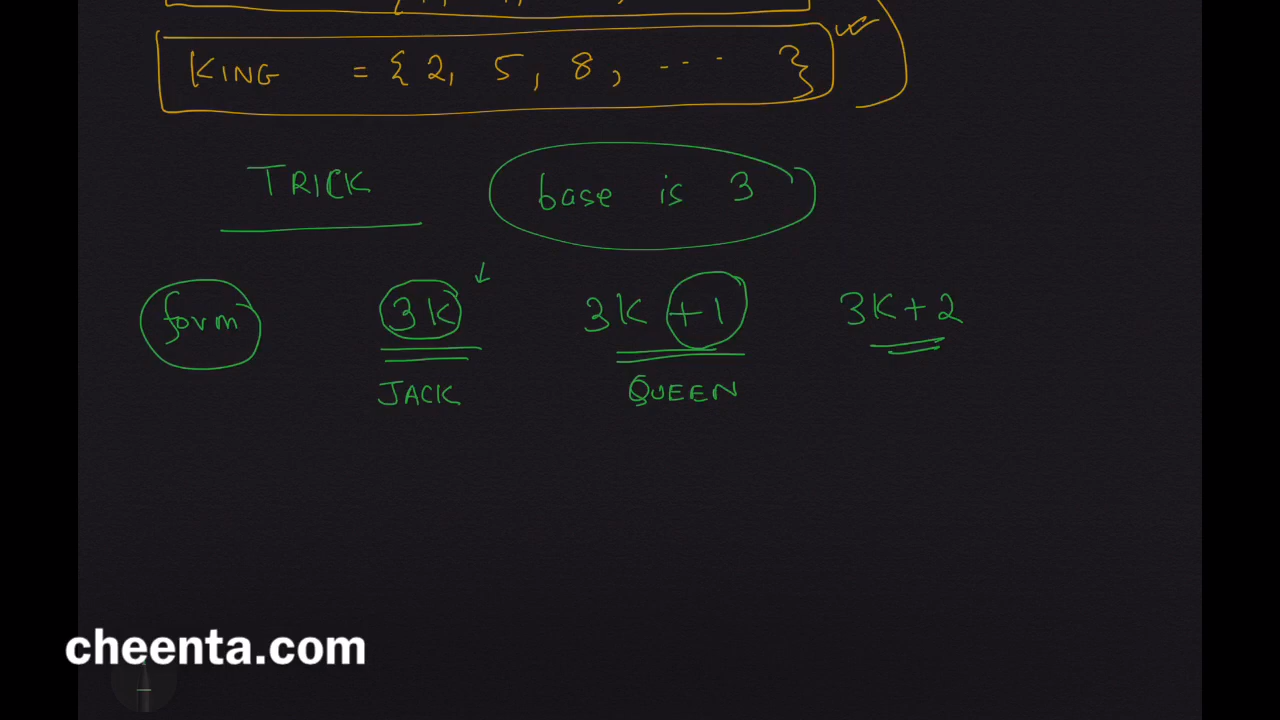 KING = {2, 5, 8, ... }
TRICK base is 3
form 3K 3K +1 3K+2
JACK QUEEN
cheenta.com